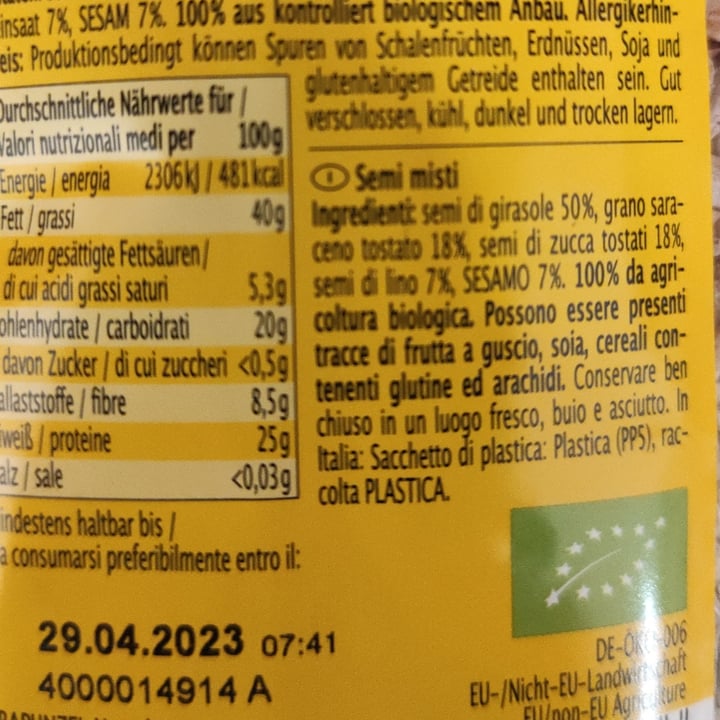 insaat 7%, SESAM 7%. 100% aus kontrolliert biologischem Anbau. Allergikerhin-
eis: Produktionsbedingt können Spuren von Schalenfrüchten, Erdnüssen, Soja und
glutenhaltigem Getreide enthalten sein. Gut
verschlossen, kühl, dunkel und trocken lagern.
Durchschnittliche Nährwerte für /
Valori nutrizionali medi per 100g
Energie / energia 2306kJ / 481kcal
Fett / grassi 40g
davon gesättigte Fettsäuren /
di cui acidi grassi saturi 5,3g
ohlenhydrate / carboidrati 20g
davon Zucker / di cui zuccheri <0,5g
allaststoffe / fibre 8,5g
weiß / proteine 25g
alz / sale <0,03g
I Semi misti
Ingredienti: semi di girasole 50%, grano sara-
ceno tostato 18%, semi di zucca tostati 18%,
semi di lino 7%, SESAMO 7%. 100% da agri-
coltura biologica. Possono essere presenti
tracce di frutta a guscio, soia, cereali con-
tenenti glutine ed arachidi. Conservare ben
chiuso in un luogo fresco, buio e asciutto. In
Italia: Sacchetto di plastica: Plastica (PP5), rac-
colta PLASTICA.
indestens haltbar bis /
a consumarsi preferibilmente entro il:
29.04.2023 07:41
4000014914 A
DE-ÖKO-006
EU-/Nicht-EU-Landwirtschaft
EU/non-EU Agriculture